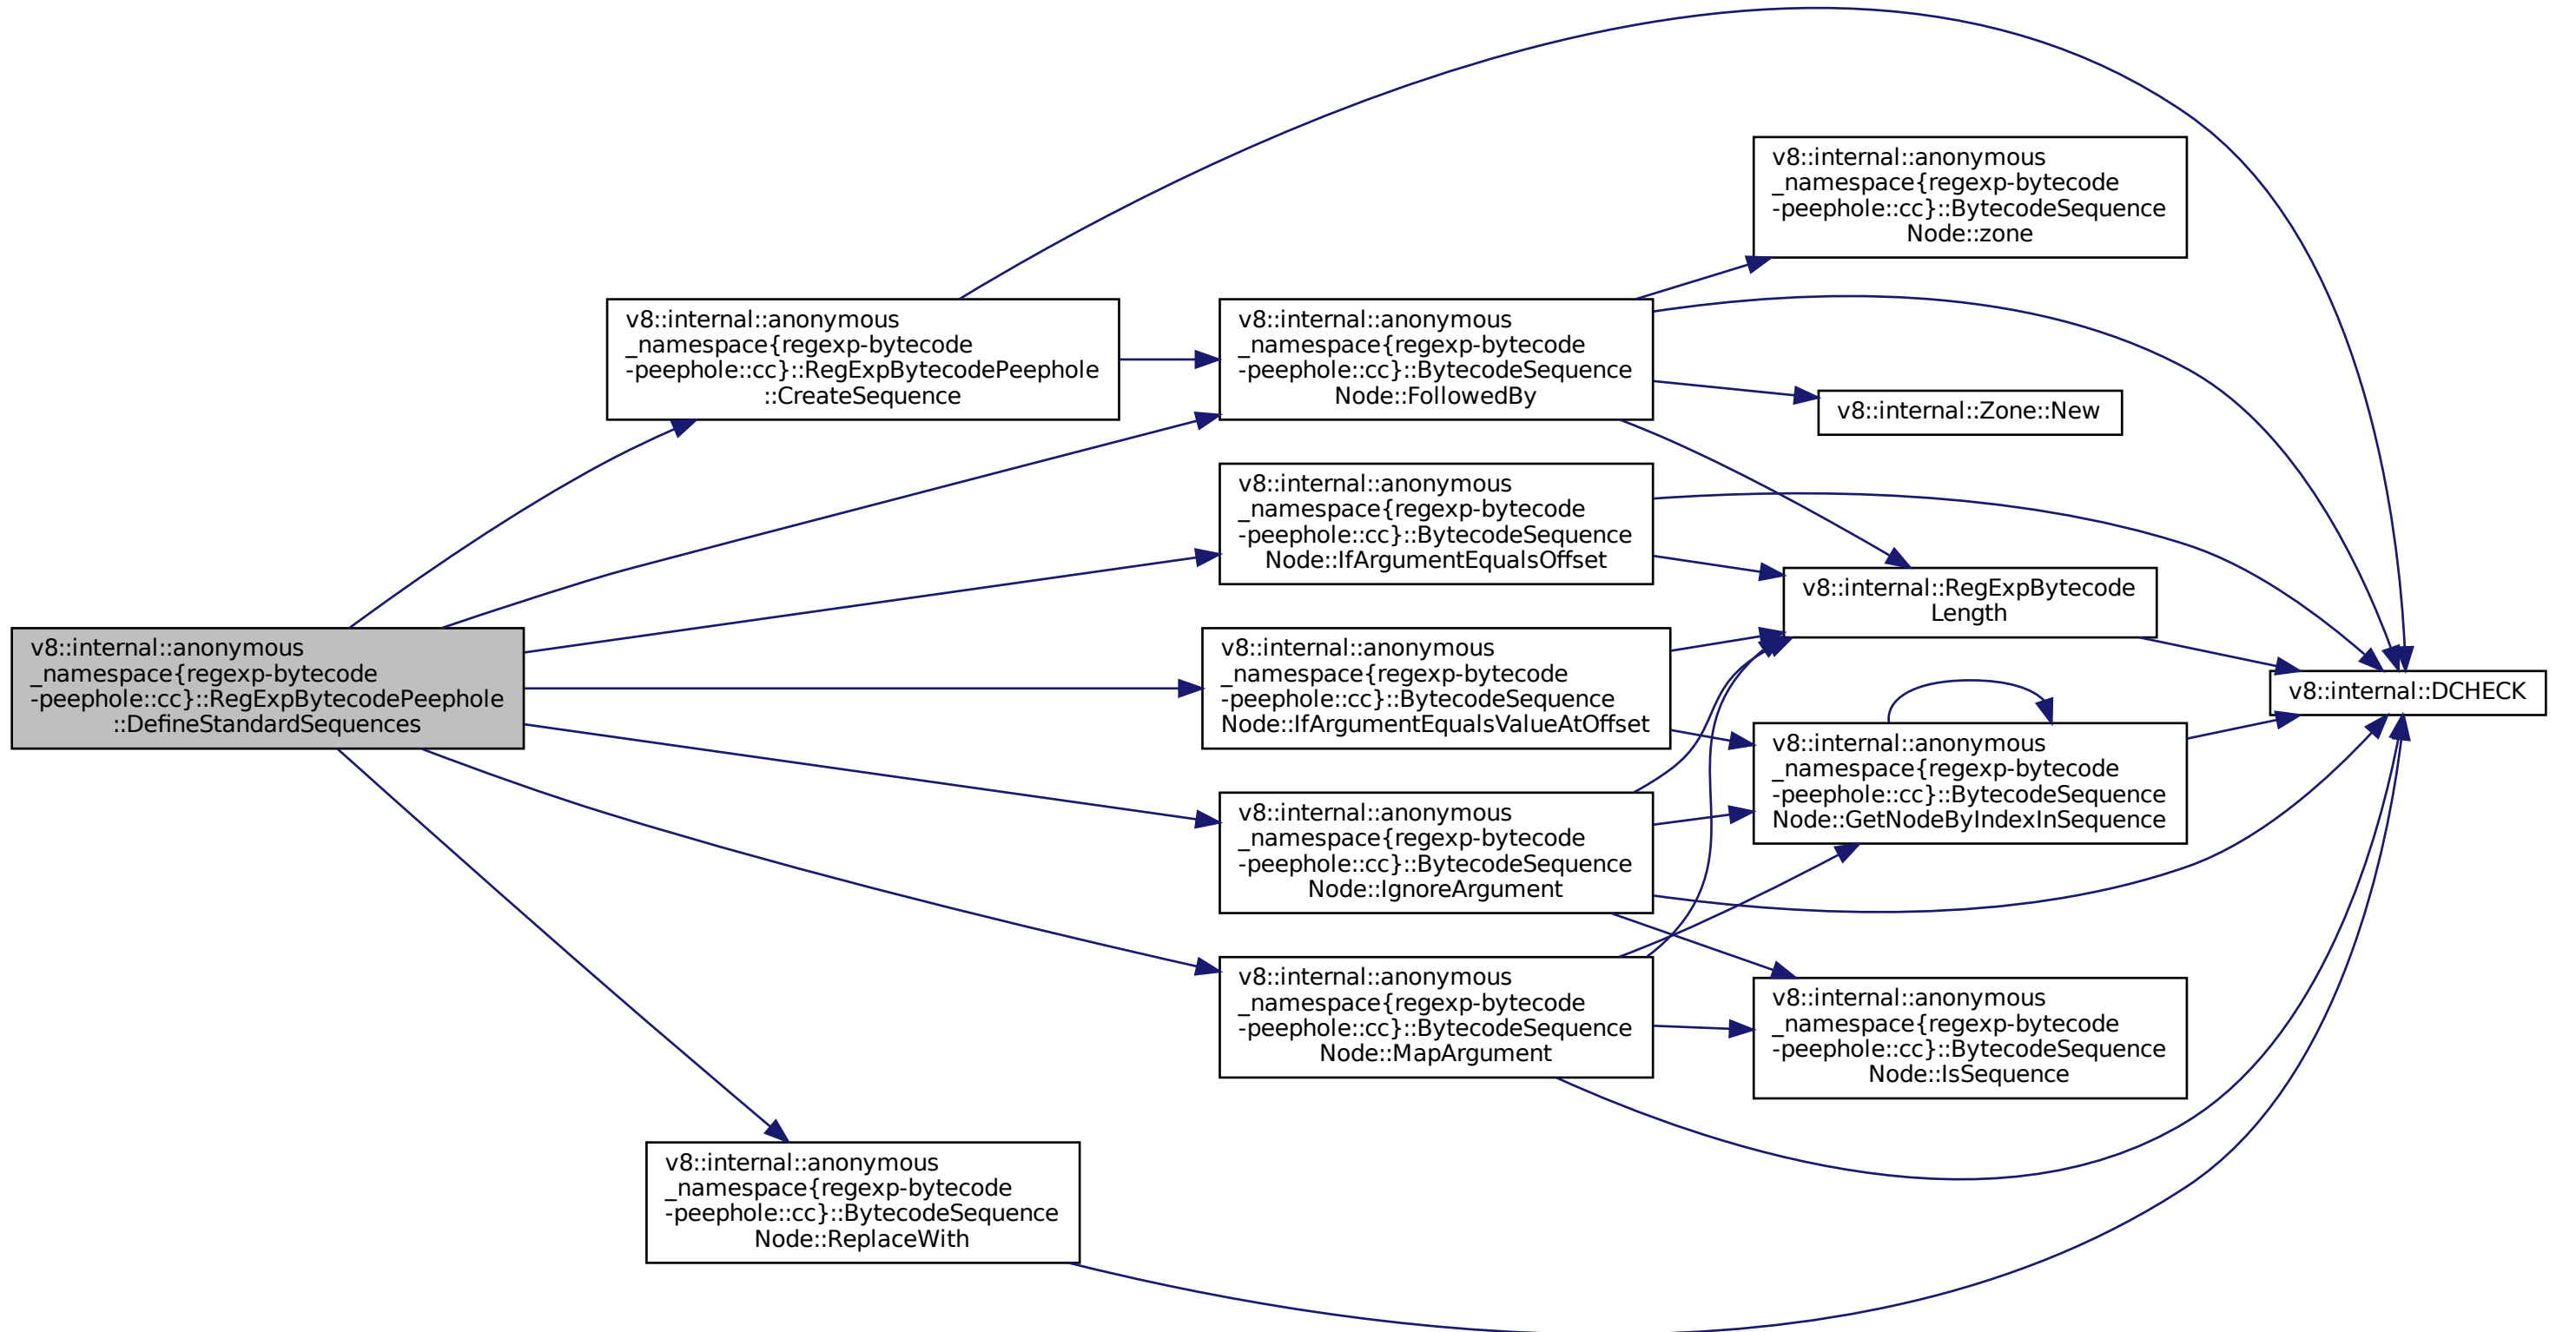 v8::internal::anonymous
_namespace{regexp-bytecode
-peephole::cc}::RegExpBytecodePeephole
::DefineStandardSequences
v8::internal::anonymous
_namespace{regexp-bytecode
-peephole::cc}::RegExpBytecodePeephole
::CreateSequence
v8::internal::anonymous
_namespace{regexp-bytecode
-peephole::cc}::BytecodeSequence
Node::ReplaceWith
v8::internal::anonymous
_namespace{regexp-bytecode
-peephole::cc}::BytecodeSequence
Node::FollowedBy
v8::internal::anonymous
_namespace{regexp-bytecode
-peephole::cc}::BytecodeSequence
Node::IfArgumentEqualsOffset
v8::internal::anonymous
_namespace{regexp-bytecode
-peephole::cc}::BytecodeSequence
Node::IfArgumentEqualsValueAtOffset
v8::internal::anonymous
_namespace{regexp-bytecode
-peephole::cc}::BytecodeSequence
Node::IgnoreArgument
v8::internal::anonymous
_namespace{regexp-bytecode
-peephole::cc}::BytecodeSequence
Node::MapArgument
v8::internal::anonymous
_namespace{regexp-bytecode
-peephole::cc}::BytecodeSequence
Node::zone
v8::internal::Zone::New
v8::internal::RegExpBytecode
Length
v8::internal::anonymous
_namespace{regexp-bytecode
-peephole::cc}::BytecodeSequence
Node::GetNodeByIndexInSequence
v8::internal::anonymous
_namespace{regexp-bytecode
-peephole::cc}::BytecodeSequence
Node::IsSequence
v8::internal::DCHECK